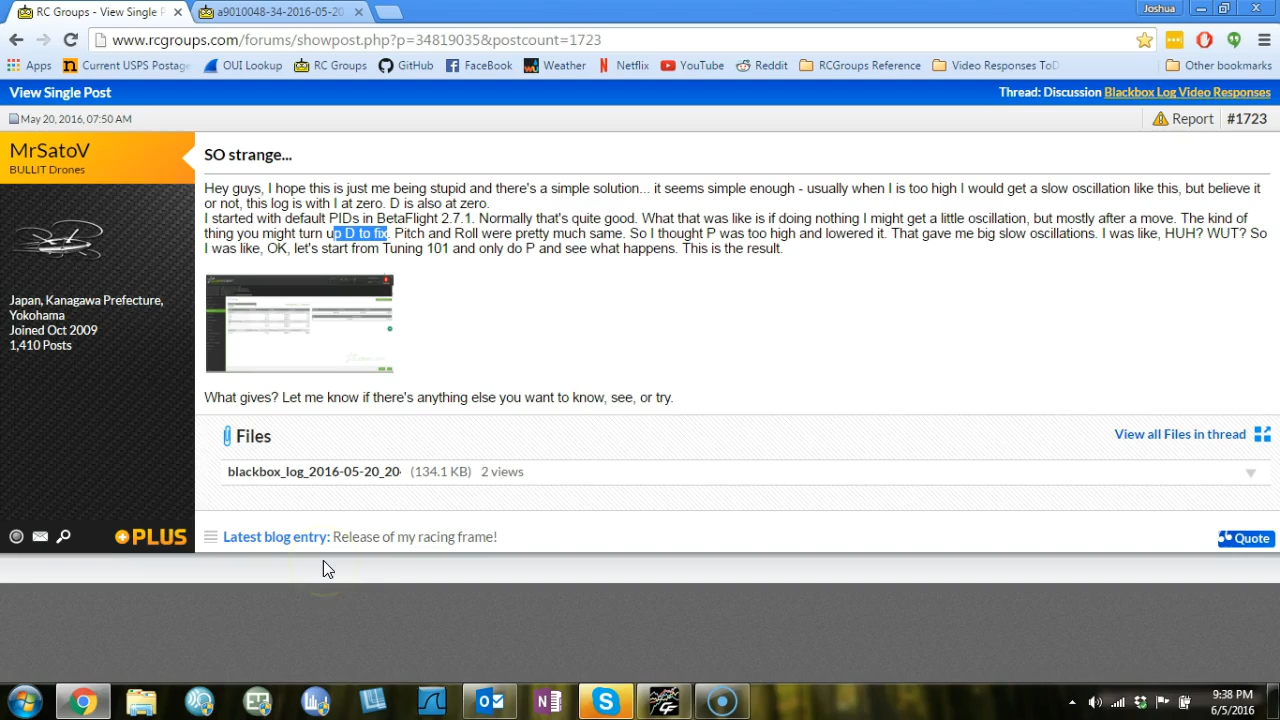 RC Groups - View Single P
a9010048-34-2016-05-20
Joshua
www.rcgroups.com/forums/showpost.php?p=34819035&postcount=1723
Apps
Current USPS Postage
OUI Lookup
RC Groups
GitHub
FaceBook
Weather
Netflix
YouTube
Reddit
RCGroups Reference
Video Responses ToD
Other bookmarks
View Single Post
Thread: Discussion Blackbox Log Video Responses
May 20, 2016, 07:50 AM
Report #1723
MrSatoV
BULLIT Drones
Japan, Kanagawa Prefecture,
Yokohama
Joined Oct 2009
1,410 Posts
PLUS
SO strange...
Hey guys, I hope this is just me being stupid and there's a simple solution... it seems simple enough - usually when I is too high I would get a slow oscillation like this, but believe it
or not, this log is with I at zero. D is also at zero.
I started with default PIDs in BetaFlight 2.7.1. Normally that's quite good. What that was like is if doing nothing I might get a little oscillation, but mostly after a move. The kind of
thing you might turn up D to fix. Pitch and Roll were pretty much same. So I thought P was too high and lowered it. That gave me big slow oscillations. I was like, HUH? WUT? So
I was like, OK, let's start from Tuning 101 and only do P and see what happens. This is the result.
What gives? Let me know if there's anything else you want to know, see, or try.
Files
View all Files in thread
blackbox_log_2016-05-20_20 (134.1 KB) 2 views
Latest blog entry: Release of my racing frame!
Quote
9:38 PM
6/5/2016